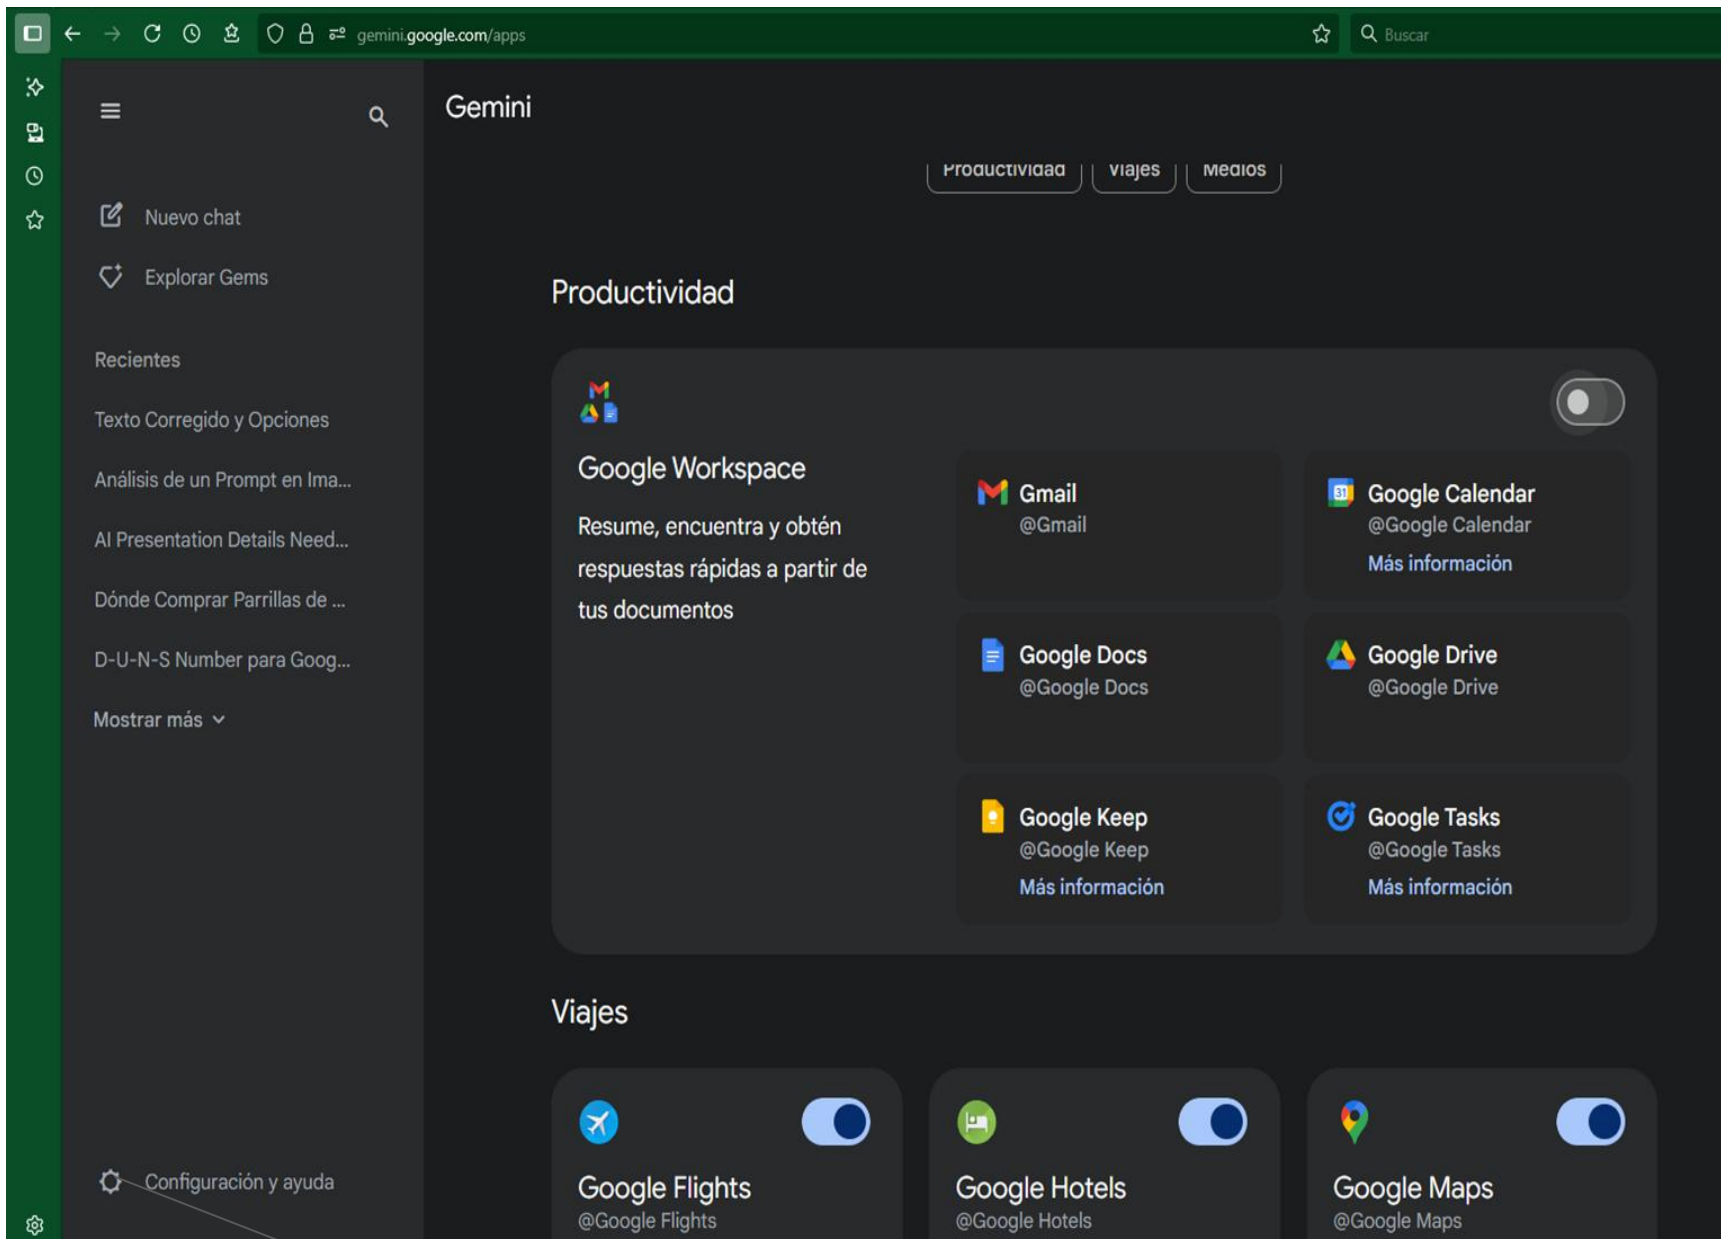 gemini.google.com/apps
Buscar
Gemini
Nuevo chat
Explorar Gems
Recientes
Texto Corregido y Opciones
Análisis de un Prompt en Ima...
AI Presentation Details Need...
Dónde Comprar Parrillas de ...
D-U-N-S Number para Goog...
Mostrar más
Configuración y ayuda
Productividad
Viajes
Medios
Productividad
Google Workspace
Resume, encuentra y obtén
respuestas rápidas a partir de
tus documentos
Gmail
@Gmail
Google Calendar
@Google Calendar
Más información
Google Docs
@Google Docs
Google Drive
@Google Drive
Google Keep
@Google Keep
Más información
Google Tasks
@Google Tasks
Más información
Viajes
Google Flights
@Google Flights
Google Hotels
@Google Hotels
Google Maps
@Google Maps